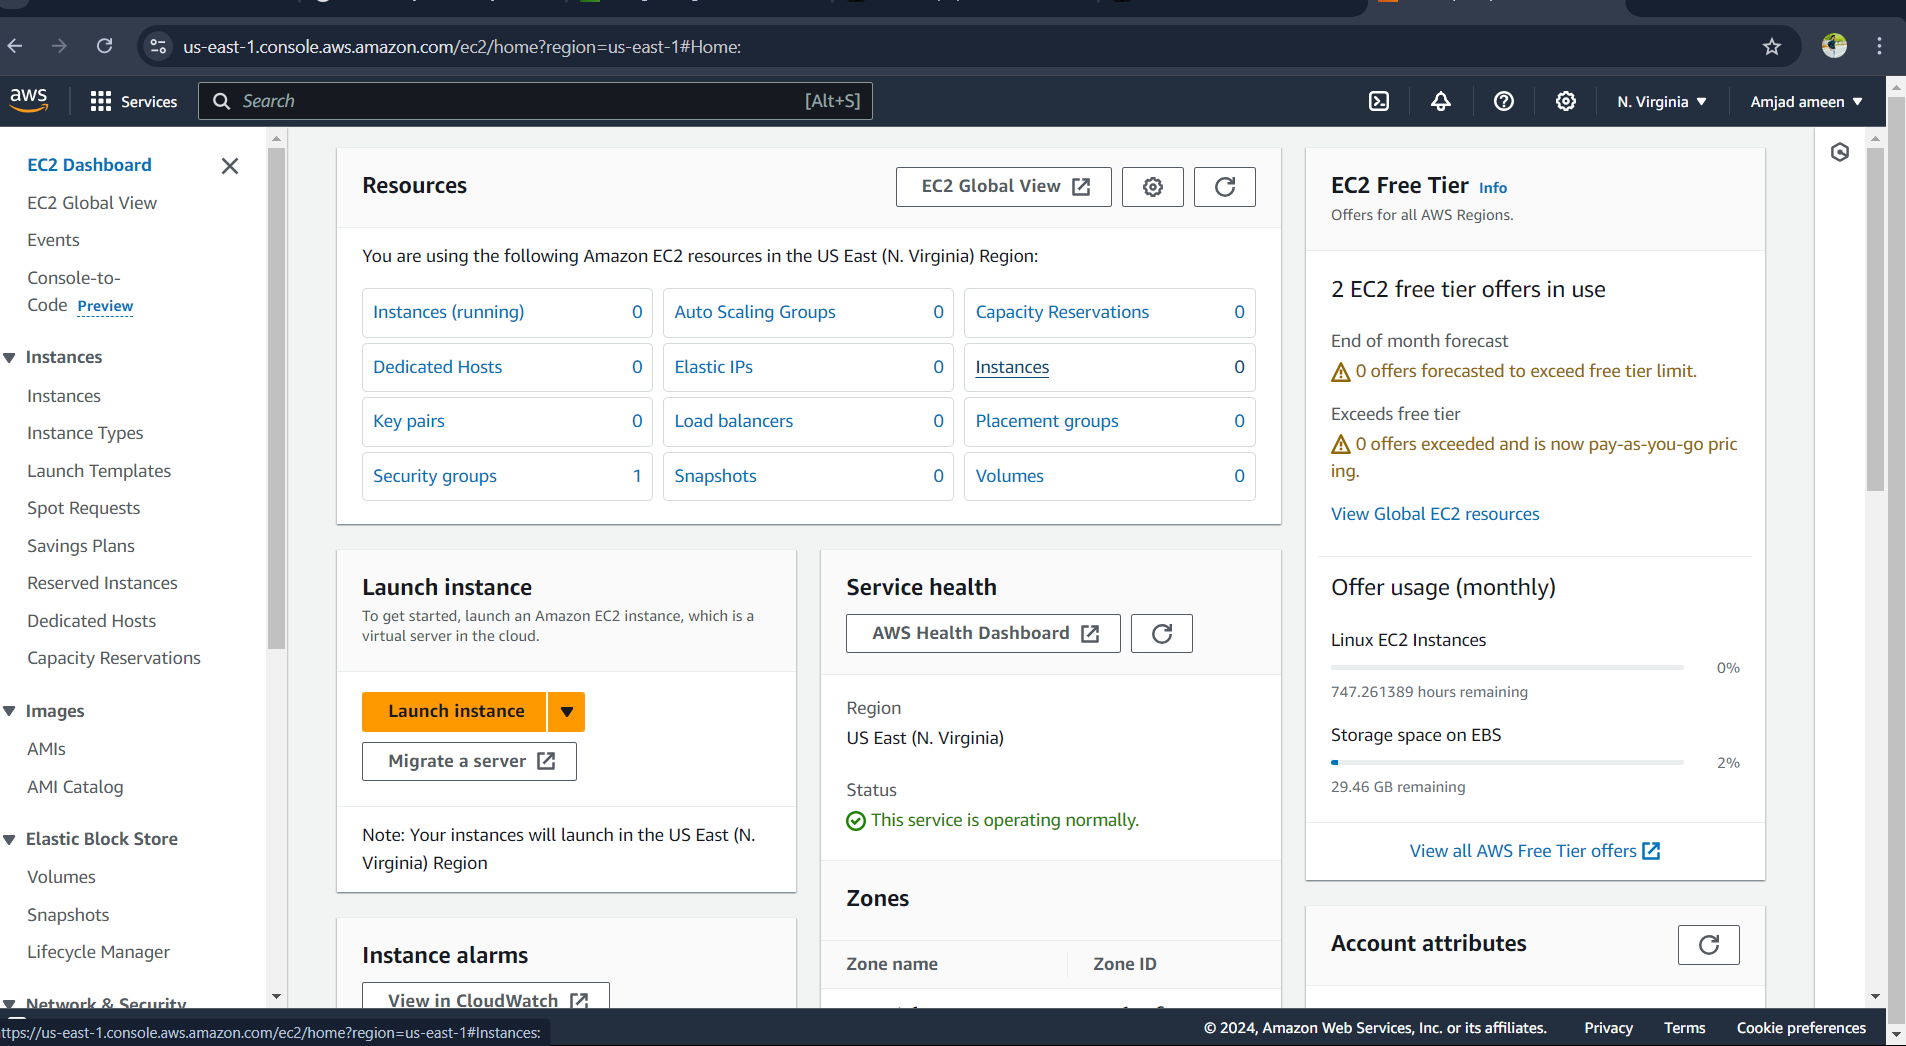 us-east-1.console.aws.amazon.com/ec2/home?region=us-east-1#Home:
aws
Services
Search
[Alt+S]
N. Virginia
Amjad ameen
EC2 Dashboard
EC2 Global View
Events
Console-to-
Code Preview
Instances
Instances
Instance Types
Launch Templates
Spot Requests
Savings Plans
Reserved Instances
Dedicated Hosts
Capacity Reservations
Images
AMIs
AMI Catalog
Elastic Block Store
Volumes
Snapshots
Lifecycle Manager
Network & Security
Resources
EC2 Global View
You are using the following Amazon EC2 resources in the US East (N. Virginia) Region:
Instances (running) 0
Auto Scaling Groups 0
Capacity Reservations 0
Dedicated Hosts 0
Elastic IPs 0
Instances 0
Key pairs 0
Load balancers 0
Placement groups 0
Security groups 1
Snapshots 0
Volumes 0
Launch instance
To get started, launch an Amazon EC2 instance, which is a
virtual server in the cloud.
Launch instance
Migrate a server
Note: Your instances will launch in the US East (N.
Virginia) Region
Instance alarms
View in CloudWatch
Service health
AWS Health Dashboard
Region
US East (N. Virginia)
Status
This service is operating normally.
Zones
Zone name
Zone ID
EC2 Free Tier Info
Offers for all AWS Regions.
2 EC2 free tier offers in use
End of month forecast
0 offers forecasted to exceed free tier limit.
Exceeds free tier
0 offers exceeded and is now pay-as-you-go pric
ing.
View Global EC2 resources
Offer usage (monthly)
Linux EC2 Instances
0%
747.261389 hours remaining
Storage space on EBS
2%
29.46 GB remaining
View all AWS Free Tier offers
Account attributes
ttps://us-east-1.console.aws.amazon.com/ec2/home?region=us-east-1#Instances:
© 2024, Amazon Web Services, Inc. or its affiliates.
Privacy
Terms
Cookie preferences